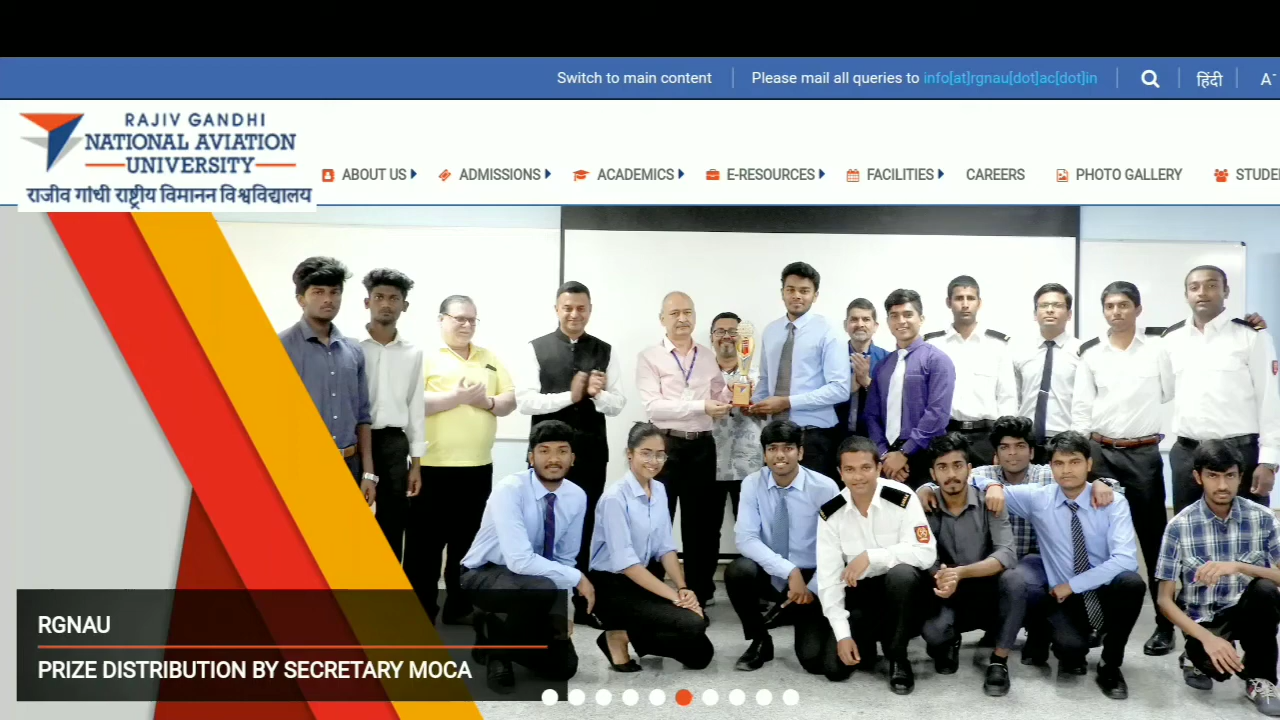 Switch to main content
Please mail all queries to info[at]rgnau[dot]ac[dot]in
हिंदी
A-
RAJIV GANDHI
NATIONAL AVIATION
UNIVERSITY
राजीव गांधी राष्ट्रीय विमानन विश्वविद्यालय
ABOUT US
ADMISSIONS
ACADEMICS
E-RESOURCES
FACILITIES
CAREERS
PHOTO GALLERY
STUDE
RGNAU
PRIZE DISTRIBUTION BY SECRETARY MOCA